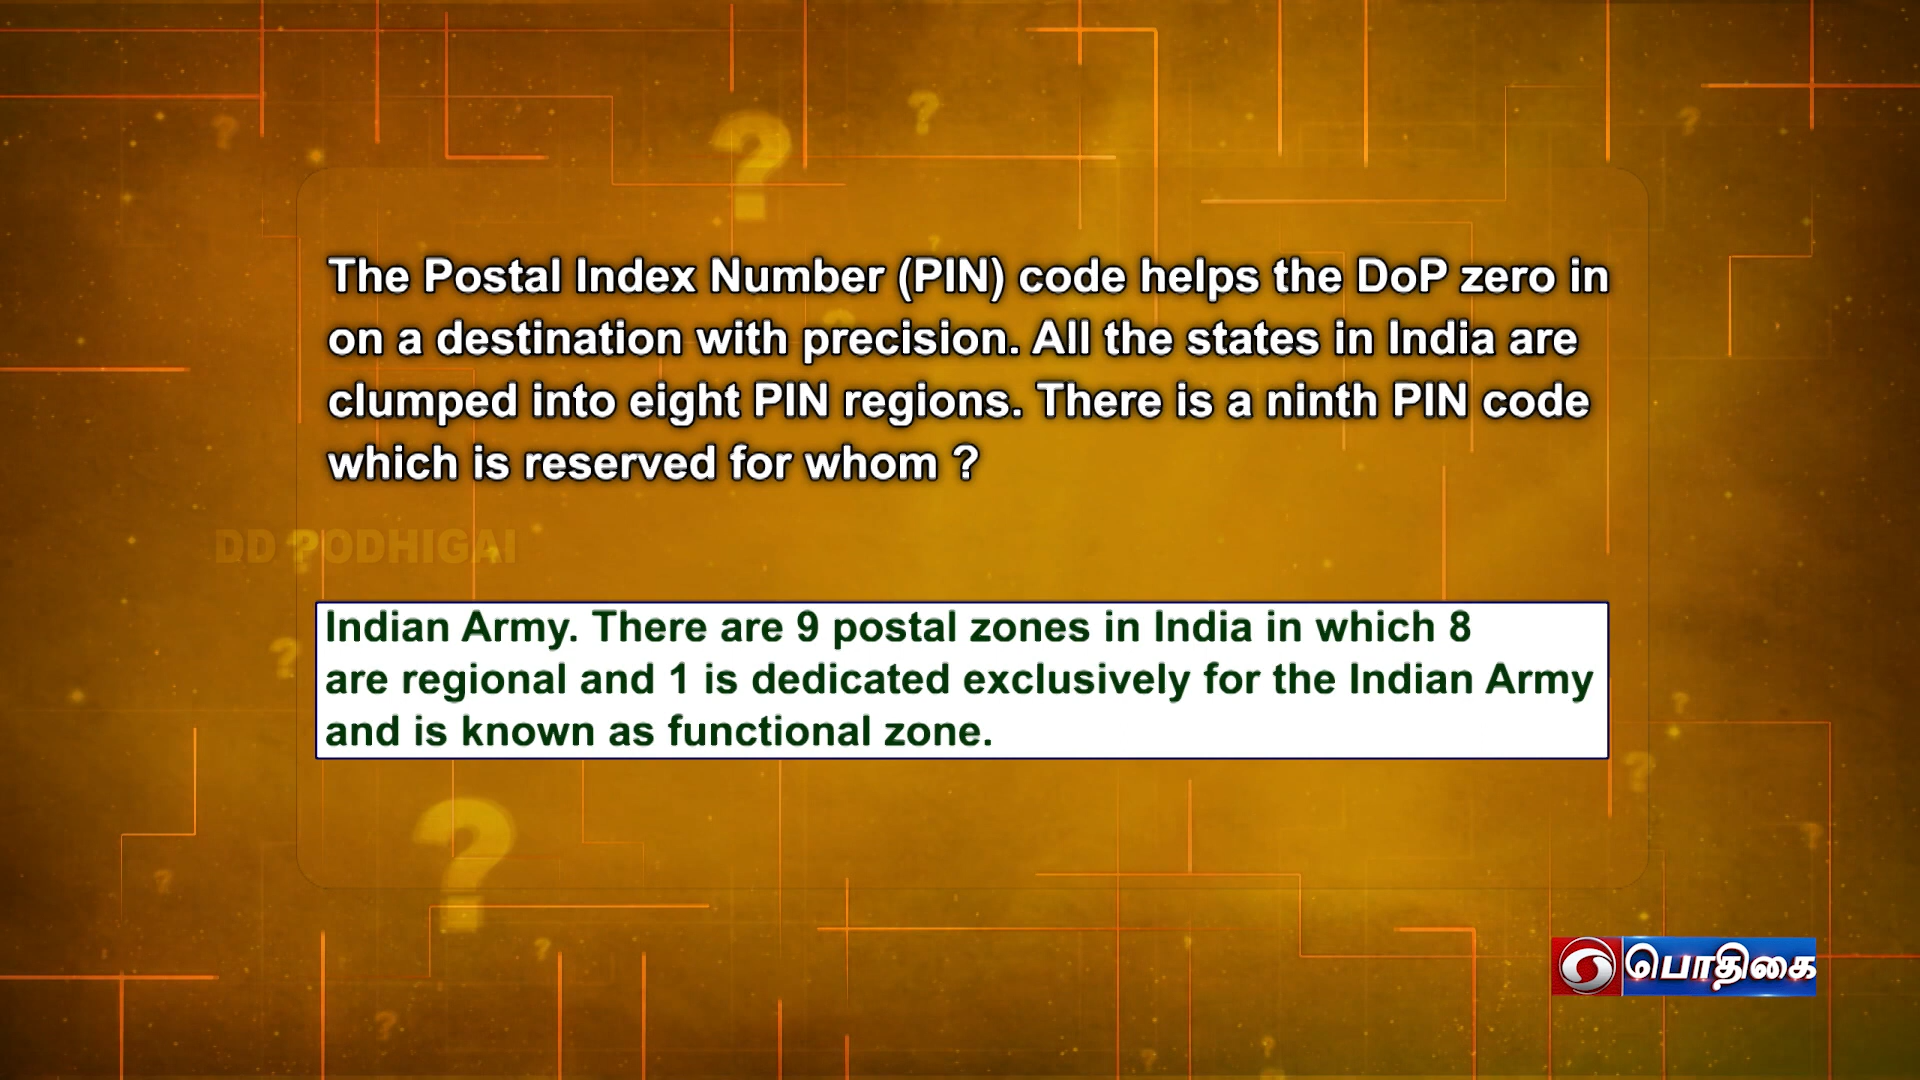 The Postal Index Number (PIN) code helps the DoP zero in
on a destination with precision. All the states in India are
clumped into eight PIN regions. There is a ninth PIN code
which is reserved for whom ?
DD PODHIGAI
Indian Army. There are 9 postal zones in India in which 8
are regional and 1 is dedicated exclusively for the Indian Army
and is known as functional zone.
பொதிகை